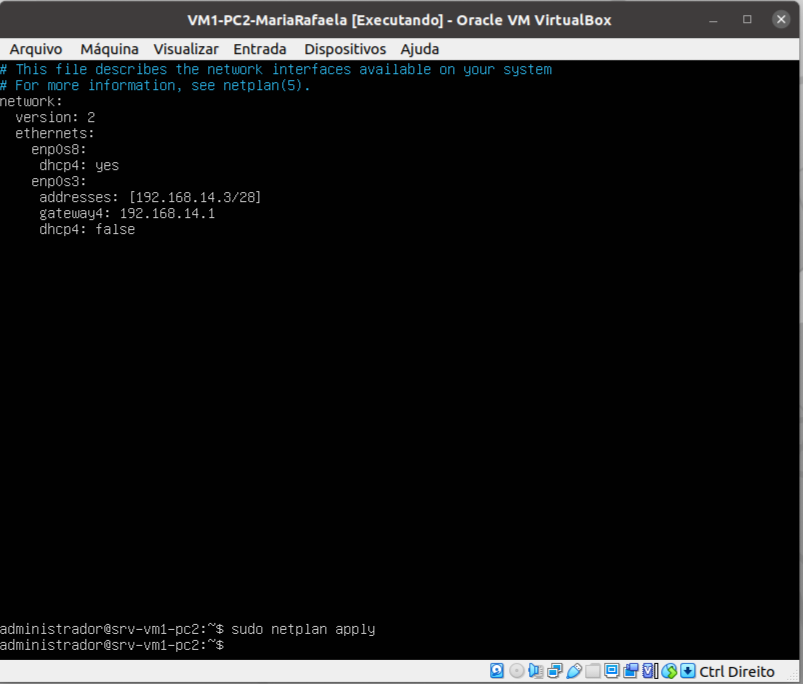 VM1-PC2-MariaRafaela [Executando] - Oracle VM VirtualBox
Arquivo Máquina Visualizar Entrada Dispositivos Ajuda
# This file describes the network interfaces available on your system
# For more information, see netplan(5).
network:
  version: 2
  ethernets:
    enp0s8:
     dhcp4: yes
    enp0s3:
     addresses: [192.168.14.3/28]
     gateway4: 192.168.14.1
     dhcp4: false
administrador@srv-vm1-pc2:~$ sudo netplan apply
administrador@srv-vm1-pc2:~$
Ctrl Direito